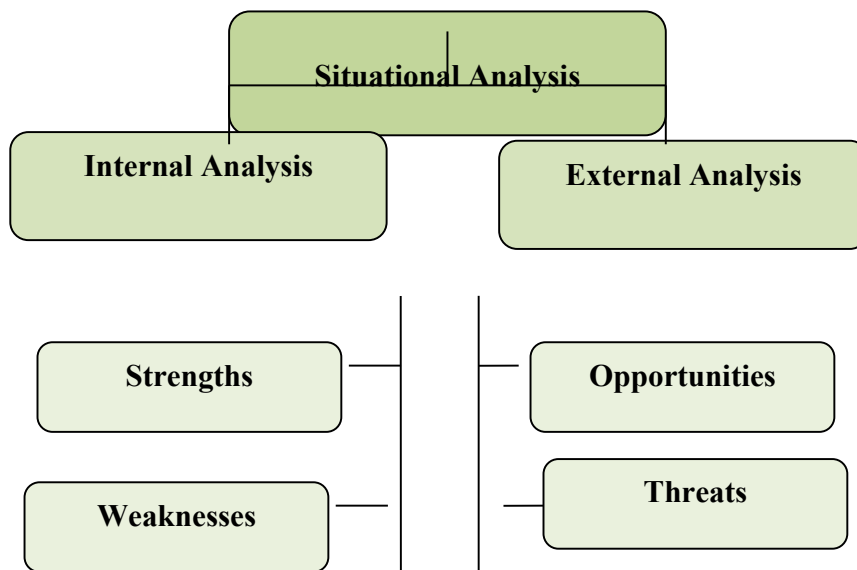 Situational Analysis
Internal Analysis
External Analysis
Strengths
Opportunities
Weaknesses
Threats